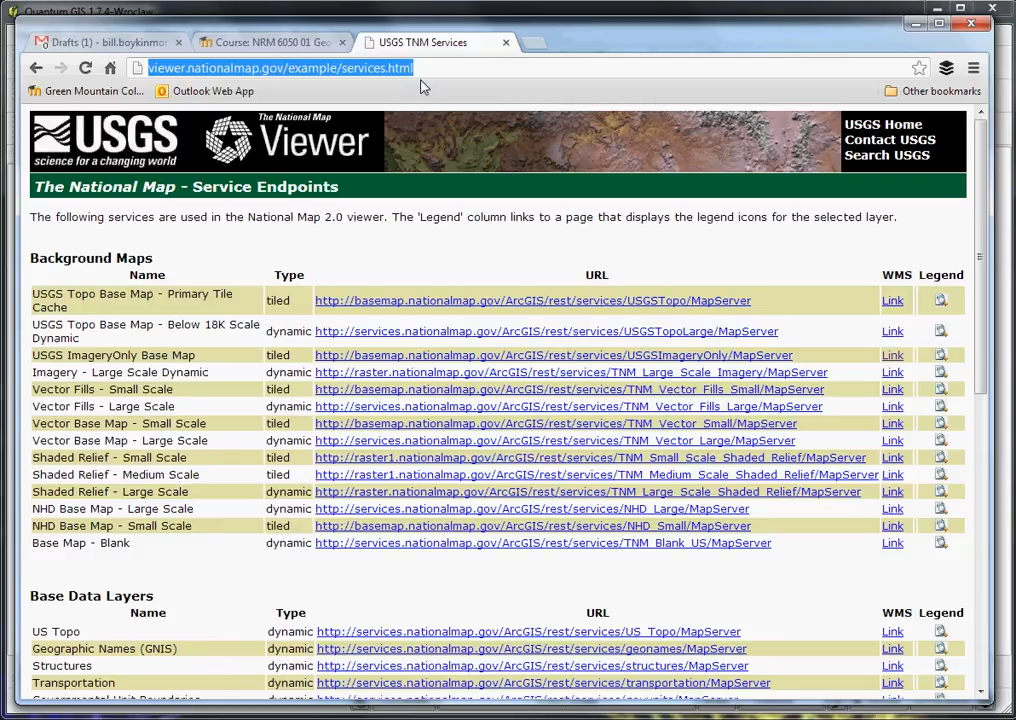 Quantum GIS 1.7.4-Wroclaw
Drafts (1) - bill.boykinmor
Course: NRM 6050 01 Geo
USGS TNM Services
viewer.nationalmap.gov/example/services.html
Green Mountain Col...
Outlook Web App
Other bookmarks
USGS
science for a changing world
The National Map
Viewer
USGS Home
Contact USGS
Search USGS
The National Map - Service Endpoints
The following services are used in the National Map 2.0 viewer. The 'Legend' column links to a page that displays the legend icons for the selected layer.
Background Maps
Name Type URL WMS Legend
USGS Topo Base Map - Primary Tile Cache tiled http://basemap.nationalmap.gov/ArcGIS/rest/services/USGSTopo/MapServer Link
USGS Topo Base Map - Below 18K Scale Dynamic dynamic http://services.nationalmap.gov/ArcGIS/rest/services/USGSTopoLarge/MapServer Link
USGS ImageryOnly Base Map tiled http://basemap.nationalmap.gov/ArcGIS/rest/services/USGSImageryOnly/MapServer Link
Imagery - Large Scale Dynamic dynamic http://raster.nationalmap.gov/ArcGIS/rest/services/TNM_Large_Scale_Imagery/MapServer Link
Vector Fills - Small Scale tiled http://basemap.nationalmap.gov/ArcGIS/rest/services/TNM_Vector_Fills_Small/MapServer Link
Vector Fills - Large Scale dynamic http://services.nationalmap.gov/ArcGIS/rest/services/TNM_Vector_Fills_Large/MapServer Link
Vector Base Map - Small Scale tiled http://basemap.nationalmap.gov/ArcGIS/rest/services/TNM_Vector_Small/MapServer Link
Vector Base Map - Large Scale dynamic http://services.nationalmap.gov/ArcGIS/rest/services/TNM_Vector_Large/MapServer Link
Shaded Relief - Small Scale tiled http://raster1.nationalmap.gov/ArcGIS/rest/services/TNM_Small_Scale_Shaded_Relief/MapServer Link
Shaded Relief - Medium Scale tiled http://raster1.nationalmap.gov/ArcGIS/rest/services/TNM_Medium_Scale_Shaded_Relief/MapServer Link
Shaded Relief - Large Scale dynamic http://raster.nationalmap.gov/ArcGIS/rest/services/TNM_Large_Scale_Shaded_Relief/MapServer Link
NHD Base Map - Large Scale dynamic http://services.nationalmap.gov/ArcGIS/rest/services/NHD_Large/MapServer Link
NHD Base Map - Small Scale tiled http://basemap.nationalmap.gov/ArcGIS/rest/services/NHD_Small/MapServer Link
Base Map - Blank dynamic http://services.nationalmap.gov/ArcGIS/rest/services/TNM_Blank_US/MapServer Link
Base Data Layers
Name Type URL WMS Legend
US Topo dynamic http://services.nationalmap.gov/ArcGIS/rest/services/US_Topo/MapServer Link
Geographic Names (GNIS) dynamic http://services.nationalmap.gov/ArcGIS/rest/services/geonames/MapServer Link
Structures dynamic http://services.nationalmap.gov/ArcGIS/rest/services/structures/MapServer Link
Transportation dynamic http://services.nationalmap.gov/ArcGIS/rest/services/transportation/MapServer Link